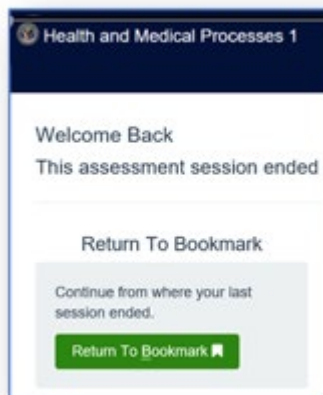 Health and Medical Processes 1
Welcome Back
This assessment session ended
Return To Bookmark
Continue from where your last
session ended.
Return To Bookmark